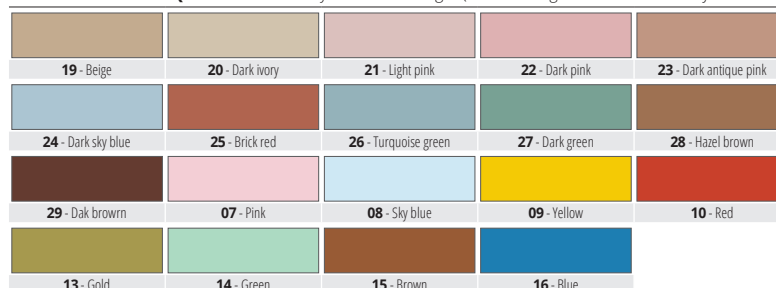 19 - Beige 20 - Dark ivory 21 - Light pink 22 - Dark pink 23 - Dark antique pink
24 - Dark sky blue 25 - Brick red 26 - Turquoise green 27 - Dark green 28 - Hazel brown
29 - Dak browrn 07 - Pink 08 - Sky blue 09 - Yellow 10 - Red
13 - Gold 14 - Green 15 - Brown 16 - Blue